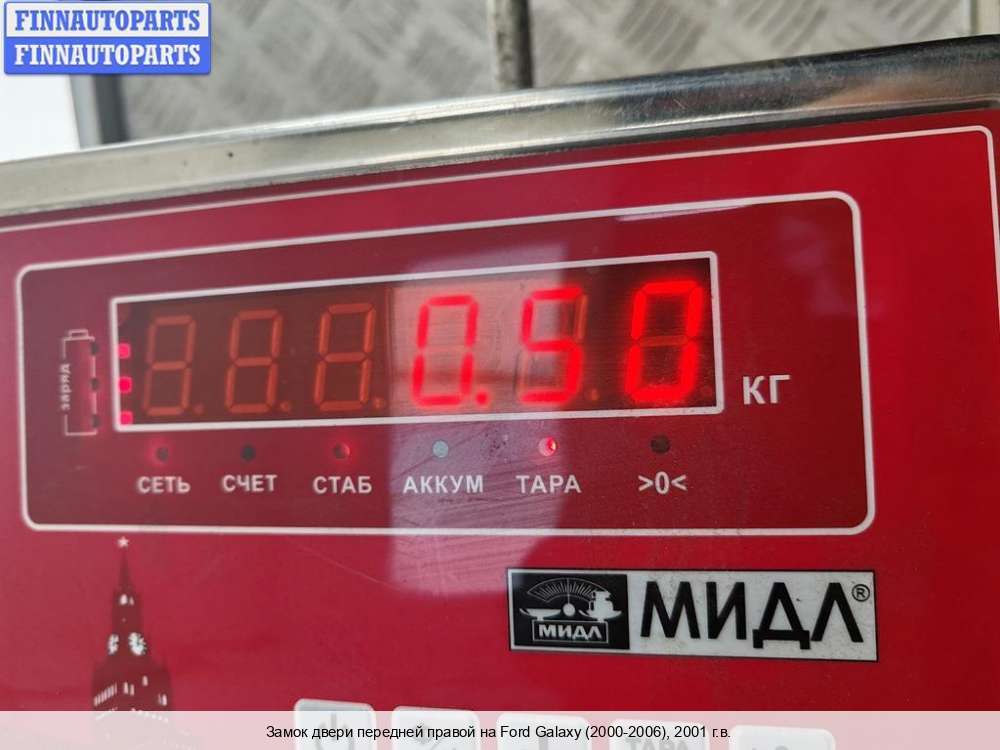 FINNAUTOPARTS
FINNAUTOPARTS
заряд
0.50
КГ
СЕТЬ СЧЕТ СТАБ АККУМ ТАРА >0<
МИДЛ МИДЛ®
ТАРА
Замок двери передней правой на Ford Galaxy (2000-2006), 2001 г.в.